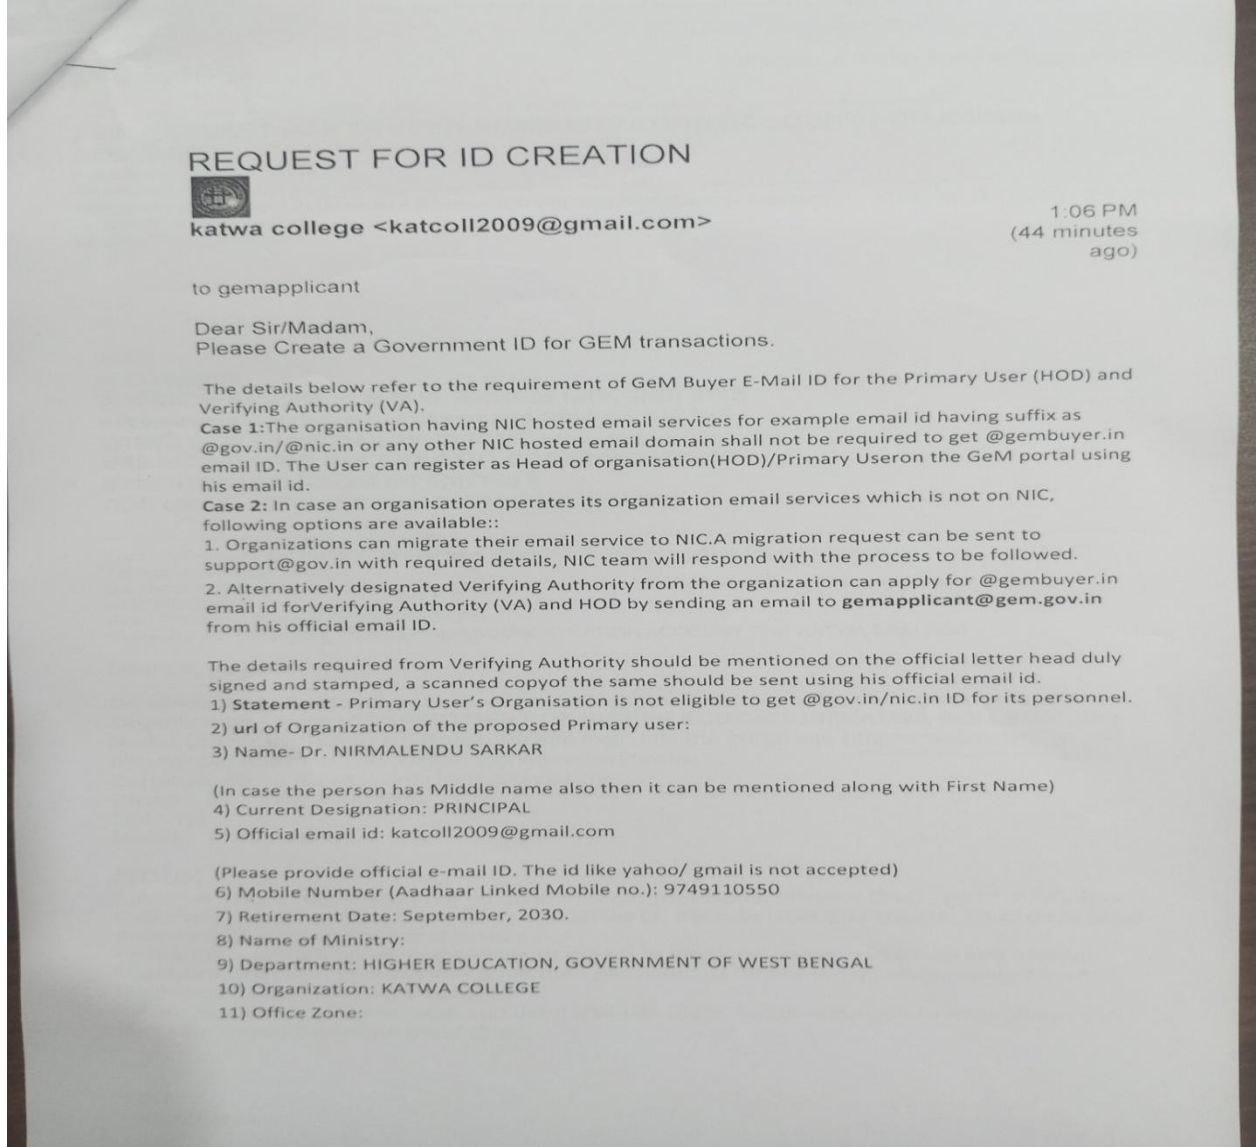 REQUEST FOR ID CREATION
katwa college <katcoll2009@gmail.com>
1:06 PM
(44 minutes
ago)
to gemapplicant
Dear Sir/Madam,
Please Create a Government ID for GEM transactions.
The details below refer to the requirement of GeM Buyer E-Mail ID for the Primary User (HOD) and
Verifying Authority (VA).
Case 1:The organisation having NIC hosted email services for example email id having suffix as
@gov.in/@nic.in or any other NIC hosted email domain shall not be required to get @gembuyer.in
email ID. The User can register as Head of organisation(HOD)/Primary Useron the GeM portal using
his email id.
Case 2: In case an organisation operates its organization email services which is not on NIC,
following options are available::
1. Organizations can migrate their email service to NIC.A migration request can be sent to
support@gov.in with required details, NIC team will respond with the process to be followed.
2. Alternatively designated Verifying Authority from the organization can apply for @gembuyer.in
email id forVerifying Authority (VA) and HOD by sending an email to gemapplicant@gem.gov.in
from his official email ID.
The details required from Verifying Authority should be mentioned on the official letter head duly
signed and stamped, a scanned copyof the same should be sent using his official email id.
1) Statement - Primary User's Organisation is not eligible to get @gov.in/nic.in ID for its personnel.
2) url of Organization of the proposed Primary user:
3) Name- Dr. NIRMALENDU SARKAR
(In case the person has Middle name also then it can be mentioned along with First Name)
4) Current Designation: PRINCIPAL
5) Official email id: katcoll2009@gmail.com
(Please provide official e-mail ID. The id like yahoo/ gmail is not accepted)
6) Mobile Number (Aadhaar Linked Mobile no.): 9749110550
7) Retirement Date: September, 2030.
8) Name of Ministry:
9) Department: HIGHER EDUCATION, GOVERNMENT OF WEST BENGAL
10) Organization: KATWA COLLEGE
11) Office Zone: